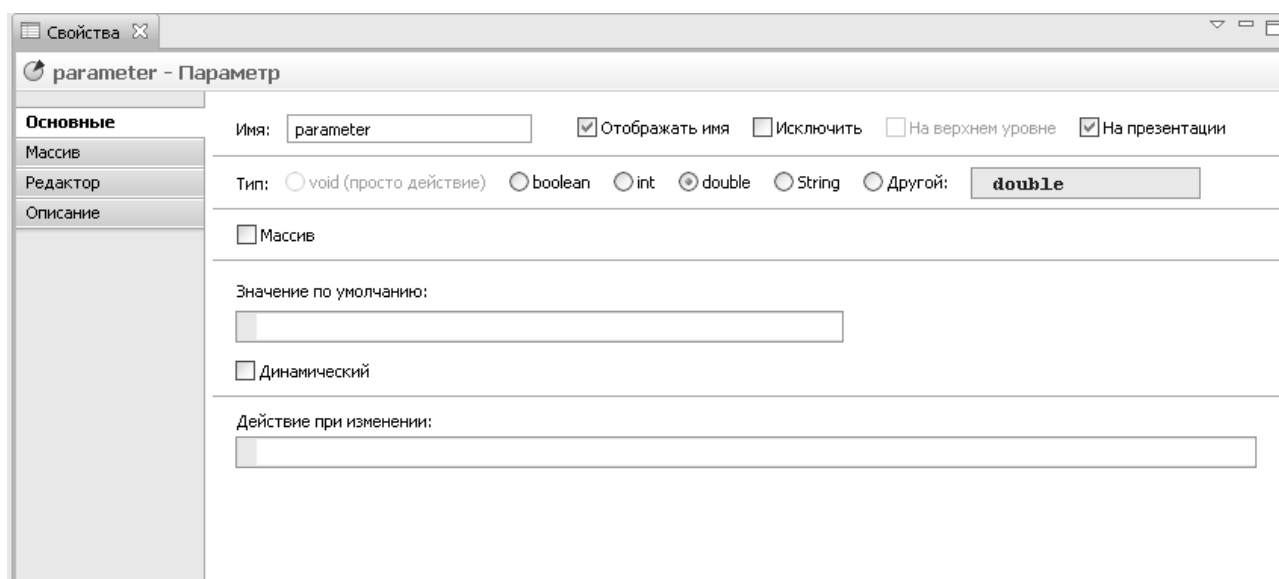 Свойства
parameter - Параметр
Основные
Массив
Редактор
Описание
Имя: parameter Отображать имя Исключить На верхнем уровне На презентации
Тип: void (просто действие) boolean int double String Другой: double
Массив
Значение по умолчанию:
Динамический
Действие при изменении: